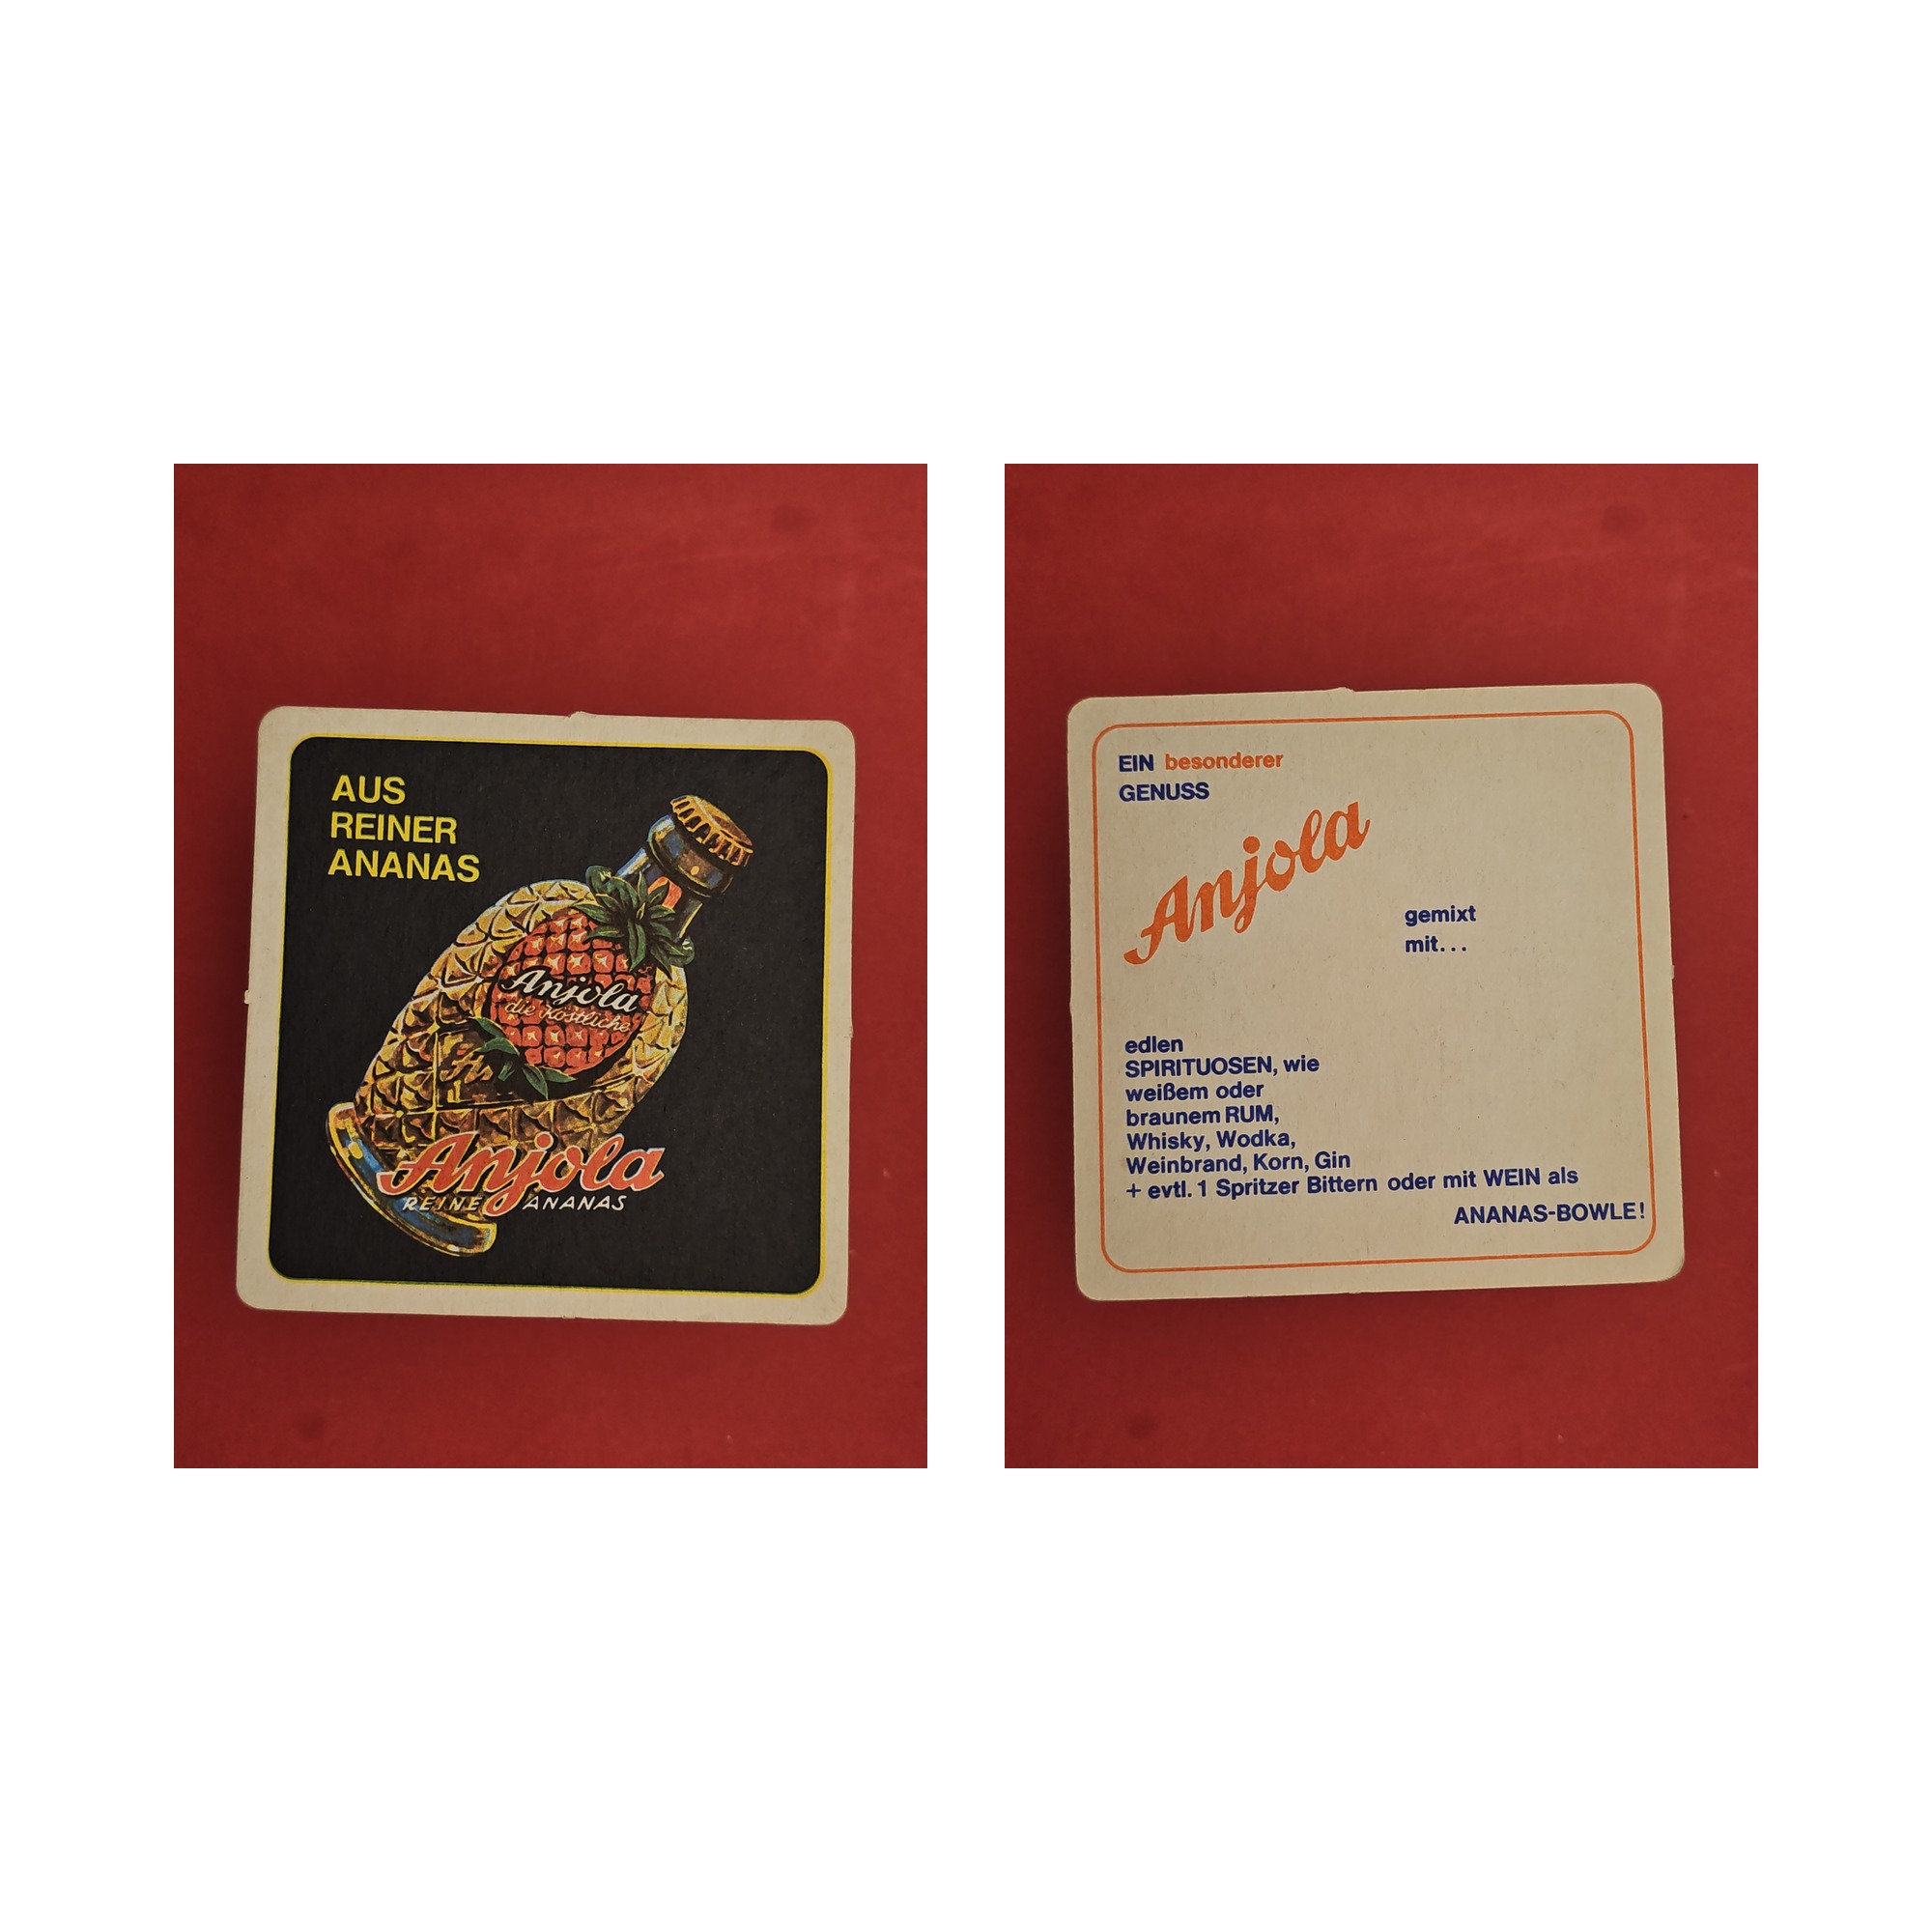 AUS
REINER
ANANAS
Anjola
die Köstliche
Anjola
REINE ANANAS
EIN besonderer
GENUSS
Anjola
gemixt
mit...
edlen
SPIRITUOSEN, wie
weißem oder
braunem RUM,
Whisky, Wodka,
Weinbrand, Korn, Gin
+ evtl. 1 Spritzer Bittern oder mit WEIN als
ANANAS-BOWLE!